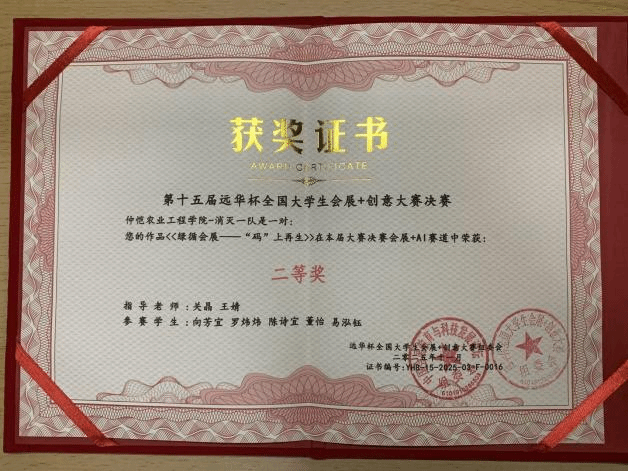 获奖证书
AWARD CERTIFICATE
第十五届远华杯全国大学生会展+创意大赛决赛
仲恺农业工程学院-消灭一队是一对:
您的作品<<绿循会展——“码”上再生>>在本届大赛决赛会展+AI赛道中荣获:
二等奖
指导老师:关晶 王婧
参赛学生:向芳宜 罗炜炜 陈诗宜 董怡 易泓钰
远华杯全国大学生会展+创意大赛组委会
二零二五年十一月
证书编号:YHB-15-2025-03-F-0016